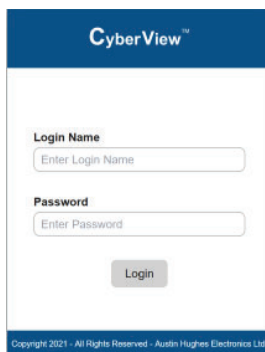 CyberView™
Login Name
Enter Login Name
Password
Enter Password
Login
Copyright 2021 - All Rights Reserved - Austin Hughes Electronics Ltd